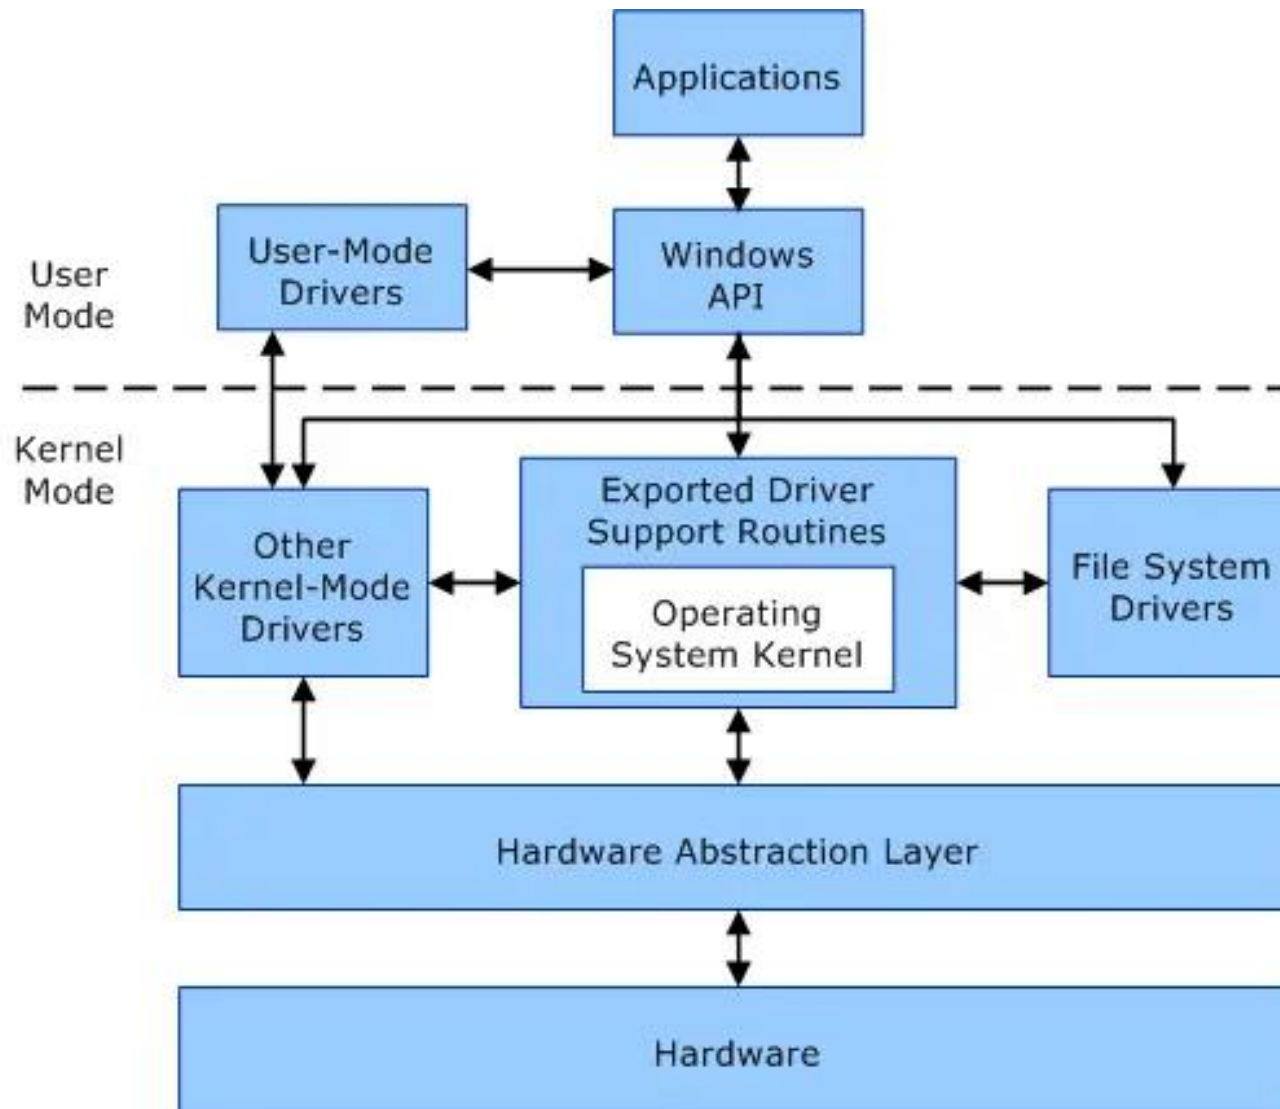 Applications
User-Mode
Drivers
Windows
API
User
Mode
Kernel
Mode
Exported Driver
Support Routines
Other
Kernel-Mode
Drivers
Operating
System Kernel
File System
Drivers
Hardware Abstraction Layer
Hardware